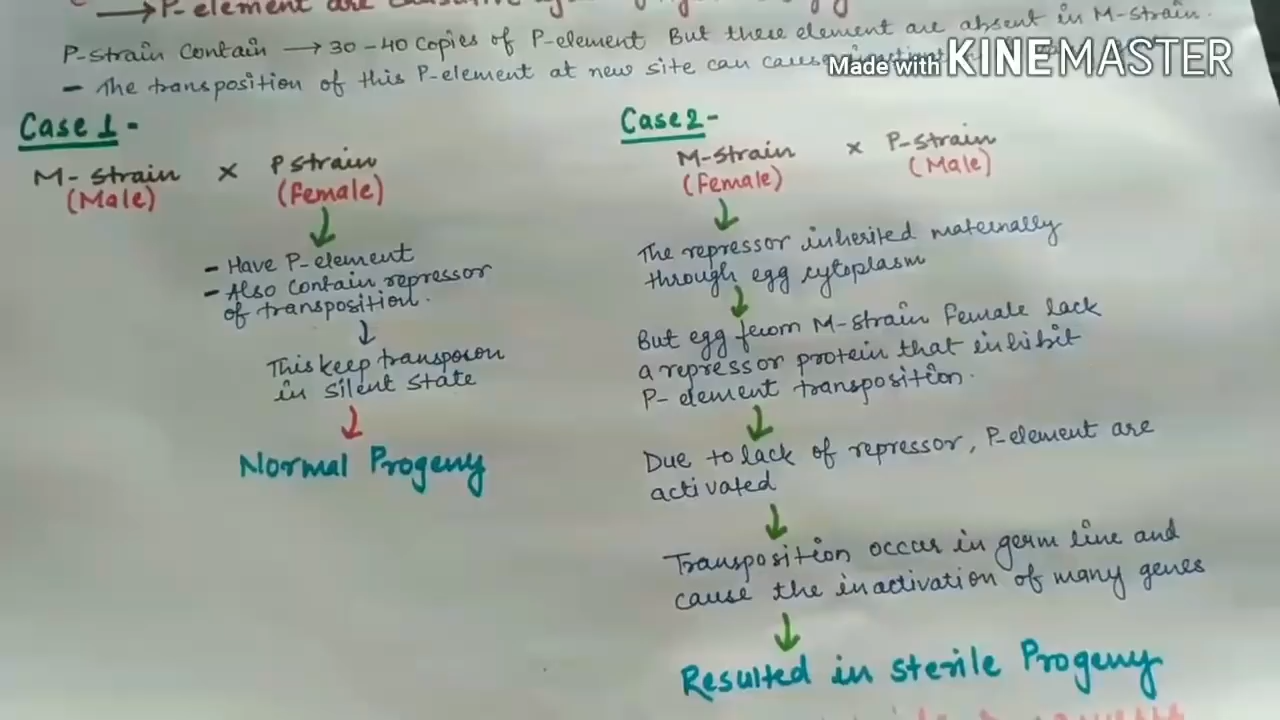 P-element are
P-strain Contain → 30-40 Copies of P-element But these element are absent in M-strain.
- The transposition of this P-element at new site can cause
Made with KINEMASTER
Case 1 -
M-strain × P strain
(Male) (Female)
- Have P-element
- Also contain repressor
of transposition.
This keep transposon
in silent state
Normal Progeny
Case 2 -
M-strain × P-strain
(Female) (Male)
The repressor inherited maternally
through egg cytoplasm
But egg from M-strain Female lack
a repressor protein that inhibit
P-element transposition.
Due to lack of repressor, P-element are
activated
Transposition occur in germ line and
cause the inactivation of many genes
Resulted in sterile Progeny